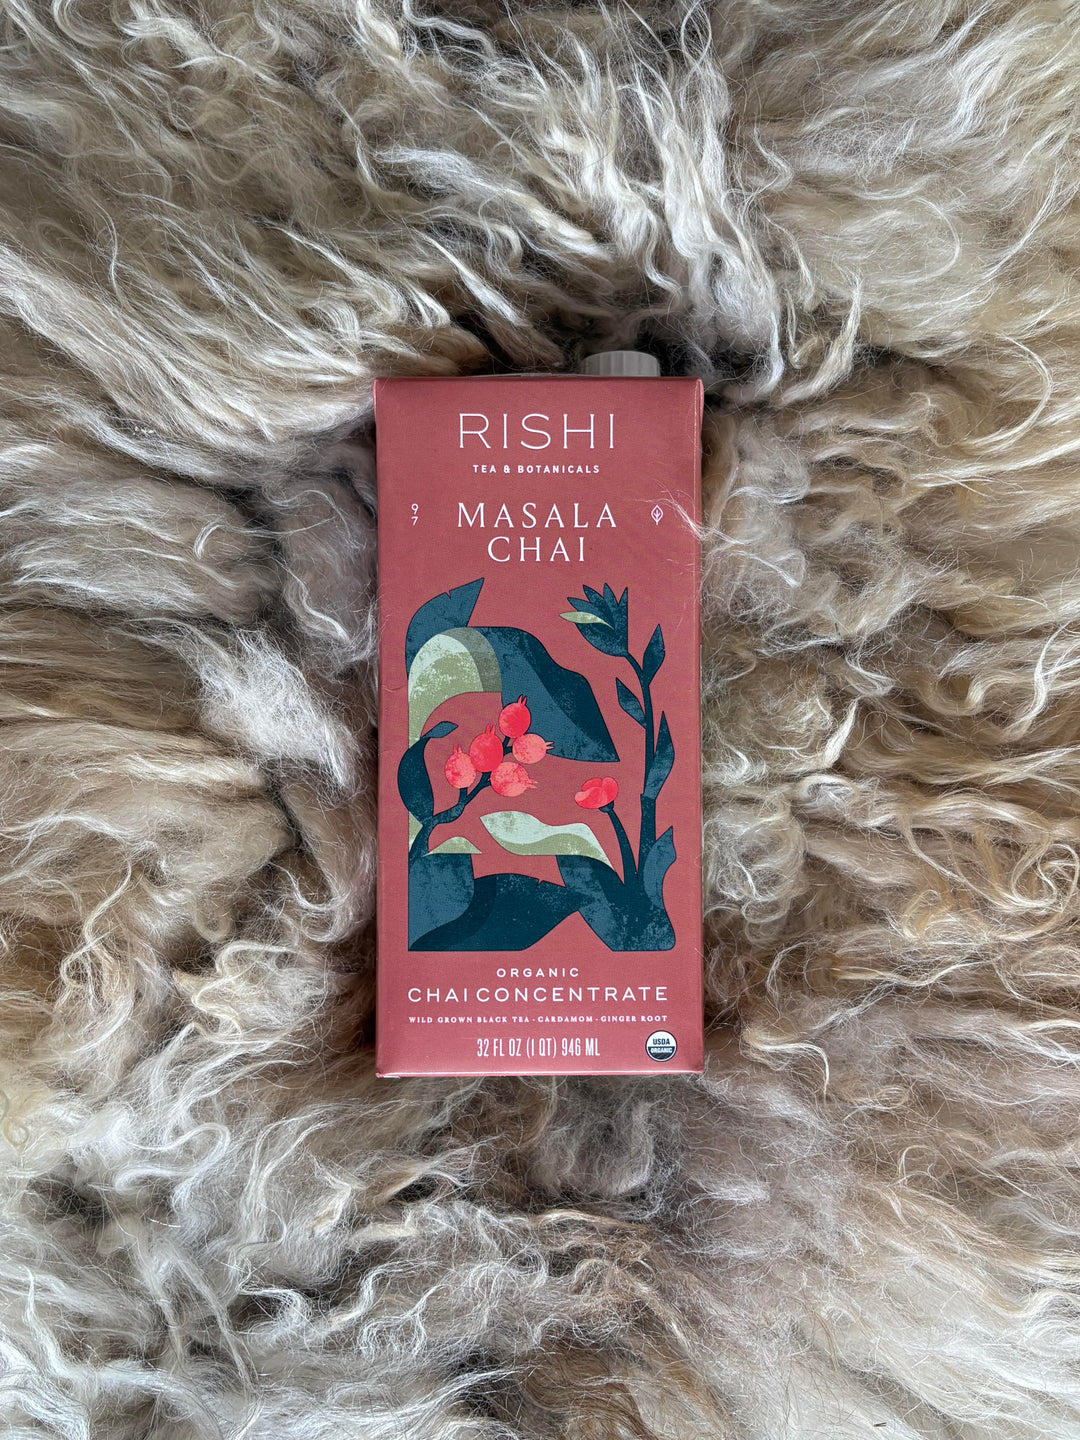 RISHI
TEA & BOTANICALS
97
MASALA
CHAI
ORGANIC
CHAI CONCENTRATE
WILD GROWN BLACK TEA · CARDAMOM · GINGER ROOT
32 FL OZ (1 QT) 946 ML
USDA
ORGANIC